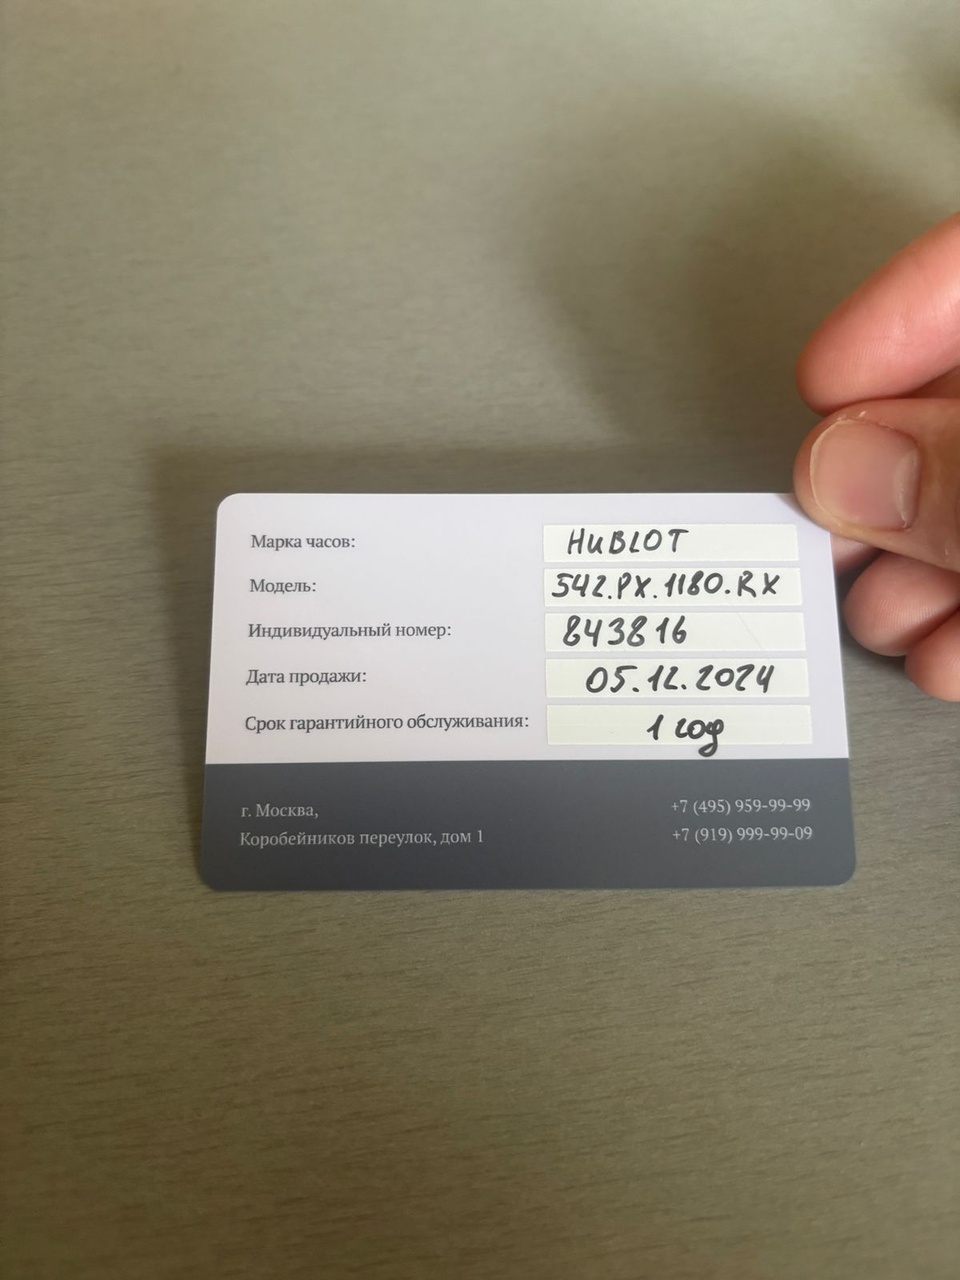 Марка часов: HUBLOT
Модель: 542.PX.1180.RX
Индивидуальный номер: 843816
Дата продажи: 05.12.2024
Срок гарантийного обслуживания: 1 год
г. Москва, +7 (495) 959-99-99
Коробейников переулок, дом 1 +7 (919) 999-99-09